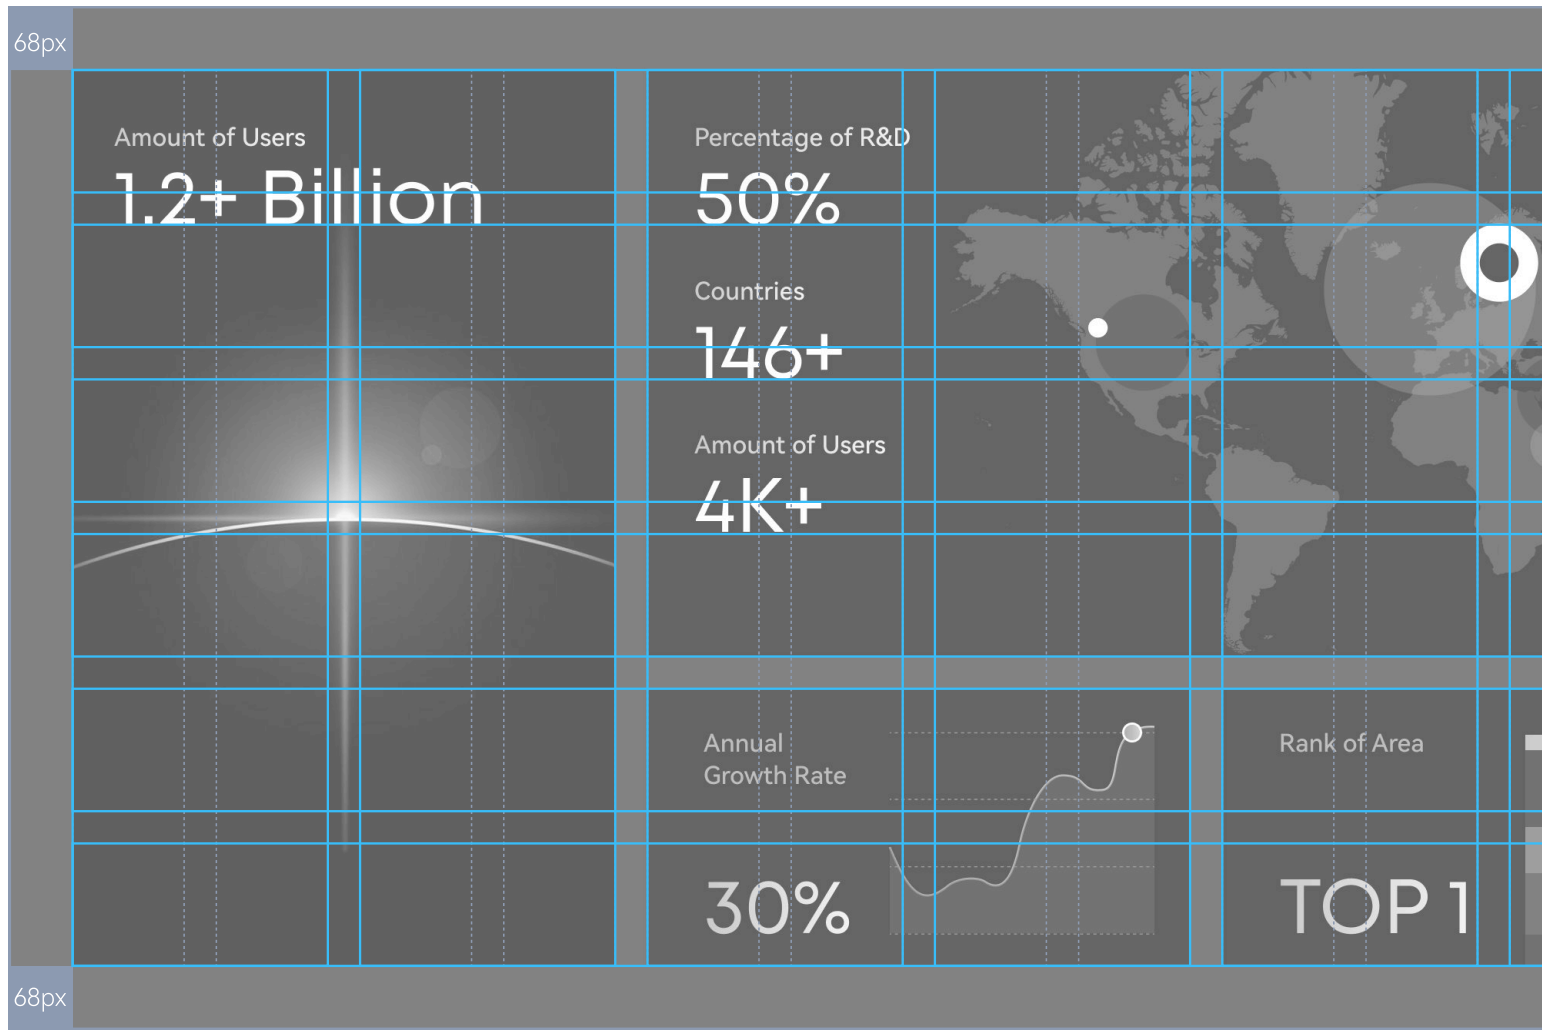 68px
Amount of Users
1.2+ Billion
Percentage of R&D
50%
Countries
146+
Amount of Users
4K+
Annual
Growth Rate
30%
Rank of Area
TOP 1
68px